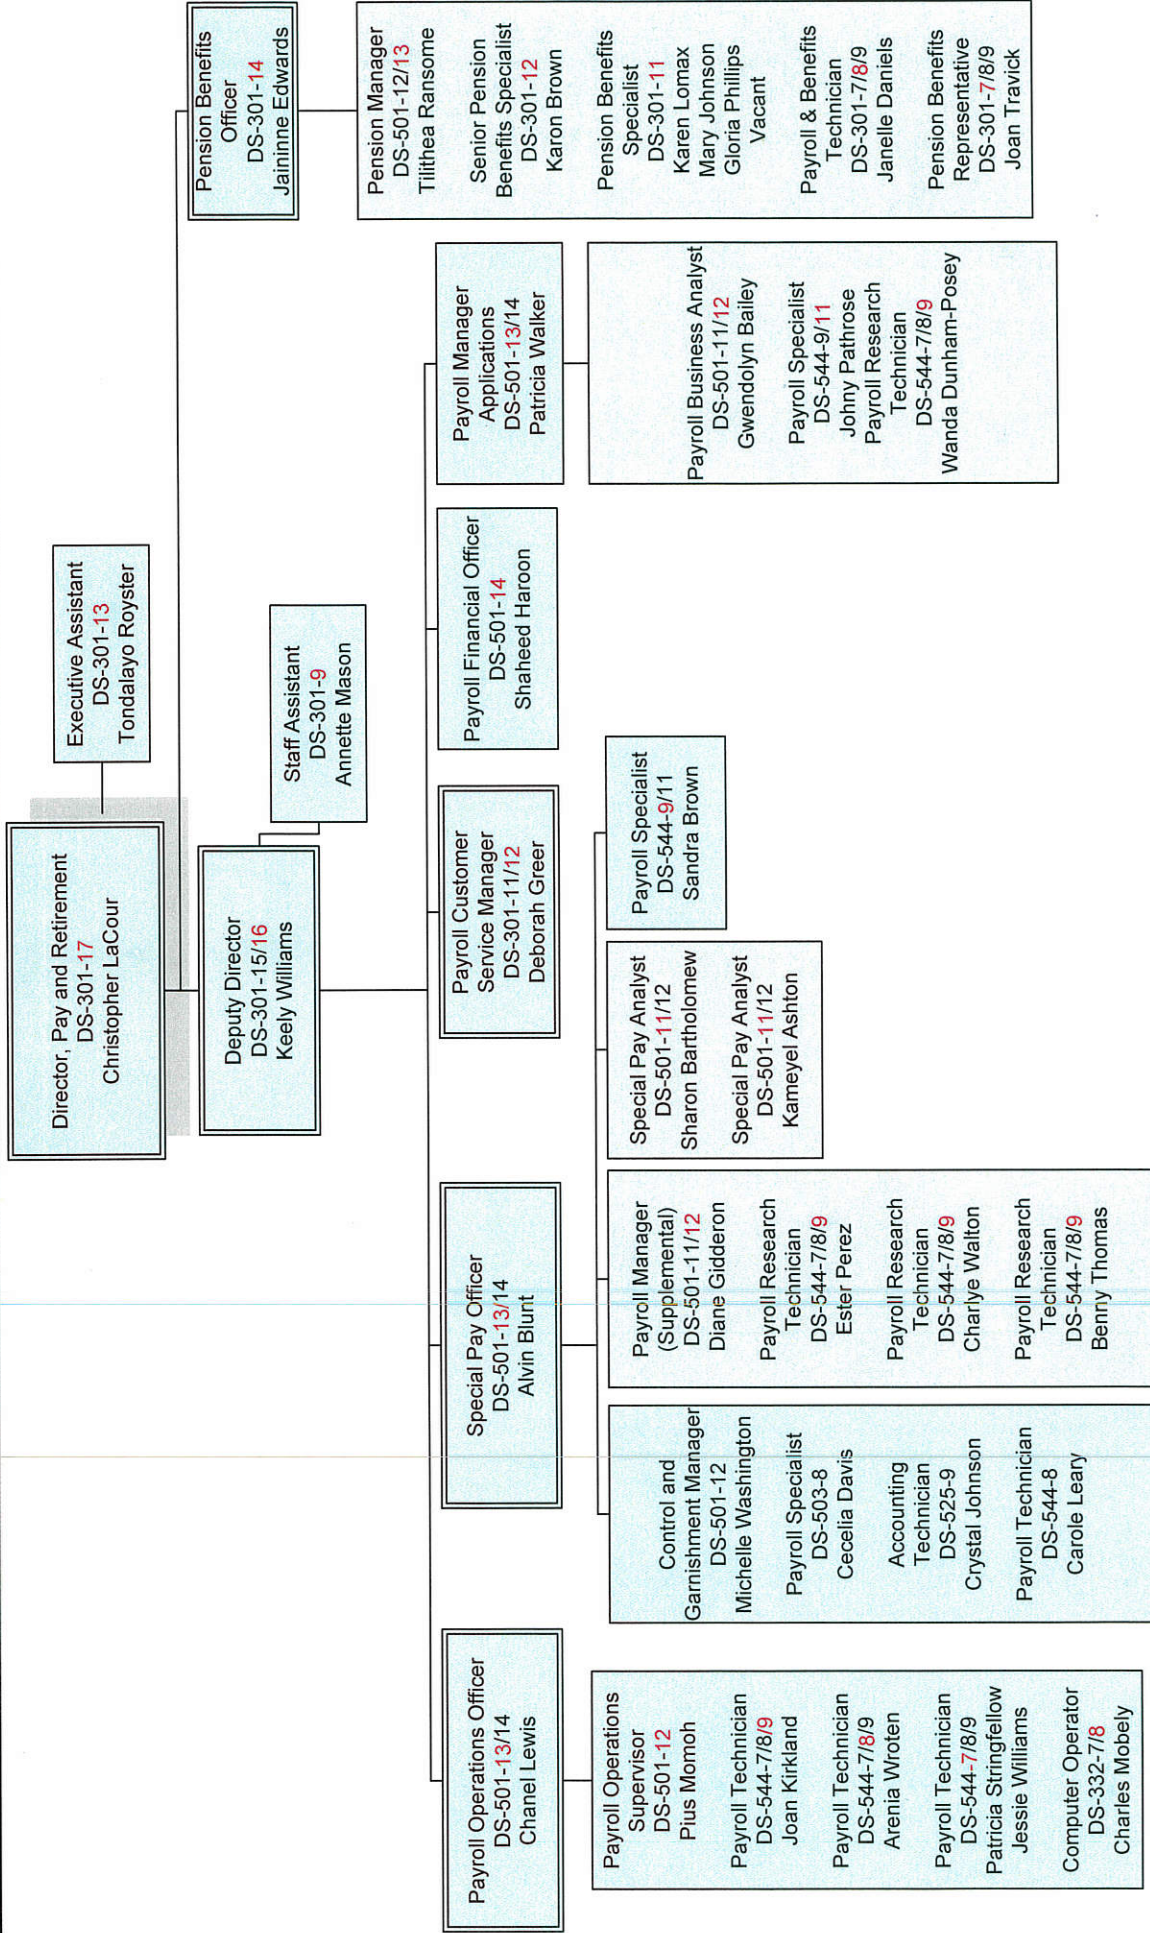 Director, Pay and Retirement
DS-301-17
Christopher LaCour
Executive Assistant
DS-301-13
Tondalayo Royster
Deputy Director
DS-301-15/16
Keely Williams
Staff Assistant
DS-301-9
Annette Mason
Pension Benefits
Officer
DS-301-14
Jaininne Edwards
Pension Manager
DS-501-12/13
Tilithea Ransome
Senior Pension
Benefits Specialist
DS-301-12
Karon Brown
Pension Benefits
Specialist
DS-301-11
Karen Lomax
Mary Johnson
Gloria Phillips
Vacant
Payroll & Benefits
Technician
DS-301-7/8/9
Janelle Daniels
Pension Benefits
Representative
DS-301-7/8/9
Joan Travick
Payroll Operations Officer
DS-501-13/14
Chanel Lewis
Payroll Operations
Supervisor
DS-501-12
Pius Momoh
Payroll Technician
DS-544-7/8/9
Joan Kirkland
Payroll Technician
DS-544-7/8/9
Arenia Wroten
Payroll Technician
DS-544-7/8/9
Patricia Stringfellow
Jessie Williams
Computer Operator
DS-332-7/8
Charles Mobely
Special Pay Officer
DS-501-13/14
Alvin Blunt
Control and
Garnishment Manager
DS-501-12
Michelle Washington
Payroll Specialist
DS-503-8
Cecelia Davis
Accounting
Technician
DS-525-9
Crystal Johnson
Payroll Technician
DS-544-8
Carole Leary
Payroll Manager
(Supplemental)
DS-501-11/12
Diane Gidderon
Payroll Research
Technician
DS-544-7/8/9
Ester Perez
Payroll Research
Technician
DS-544-7/8/9
Charlye Walton
Payroll Research
Technician
DS-544-7/8/9
Benny Thomas
Special Pay Analyst
DS-501-11/12
Sharon Bartholomew
Special Pay Analyst
DS-501-11/12
Kameyel Ashton
Payroll Specialist
DS-544-9/11
Sandra Brown
Payroll Customer
Service Manager
DS-301-11/12
Deborah Greer
Payroll Financial Officer
DS-501-14
Shaheed Haroon
Payroll Manager
Applications
DS-501-13/14
Patricia Walker
Payroll Business Analyst
DS-501-11/12
Gwendolyn Bailey
Payroll Specialist
DS-544-9/11
Johny Pathrose
Payroll Research
Technician
DS-544-7/8/9
Wanda Dunham-Posey